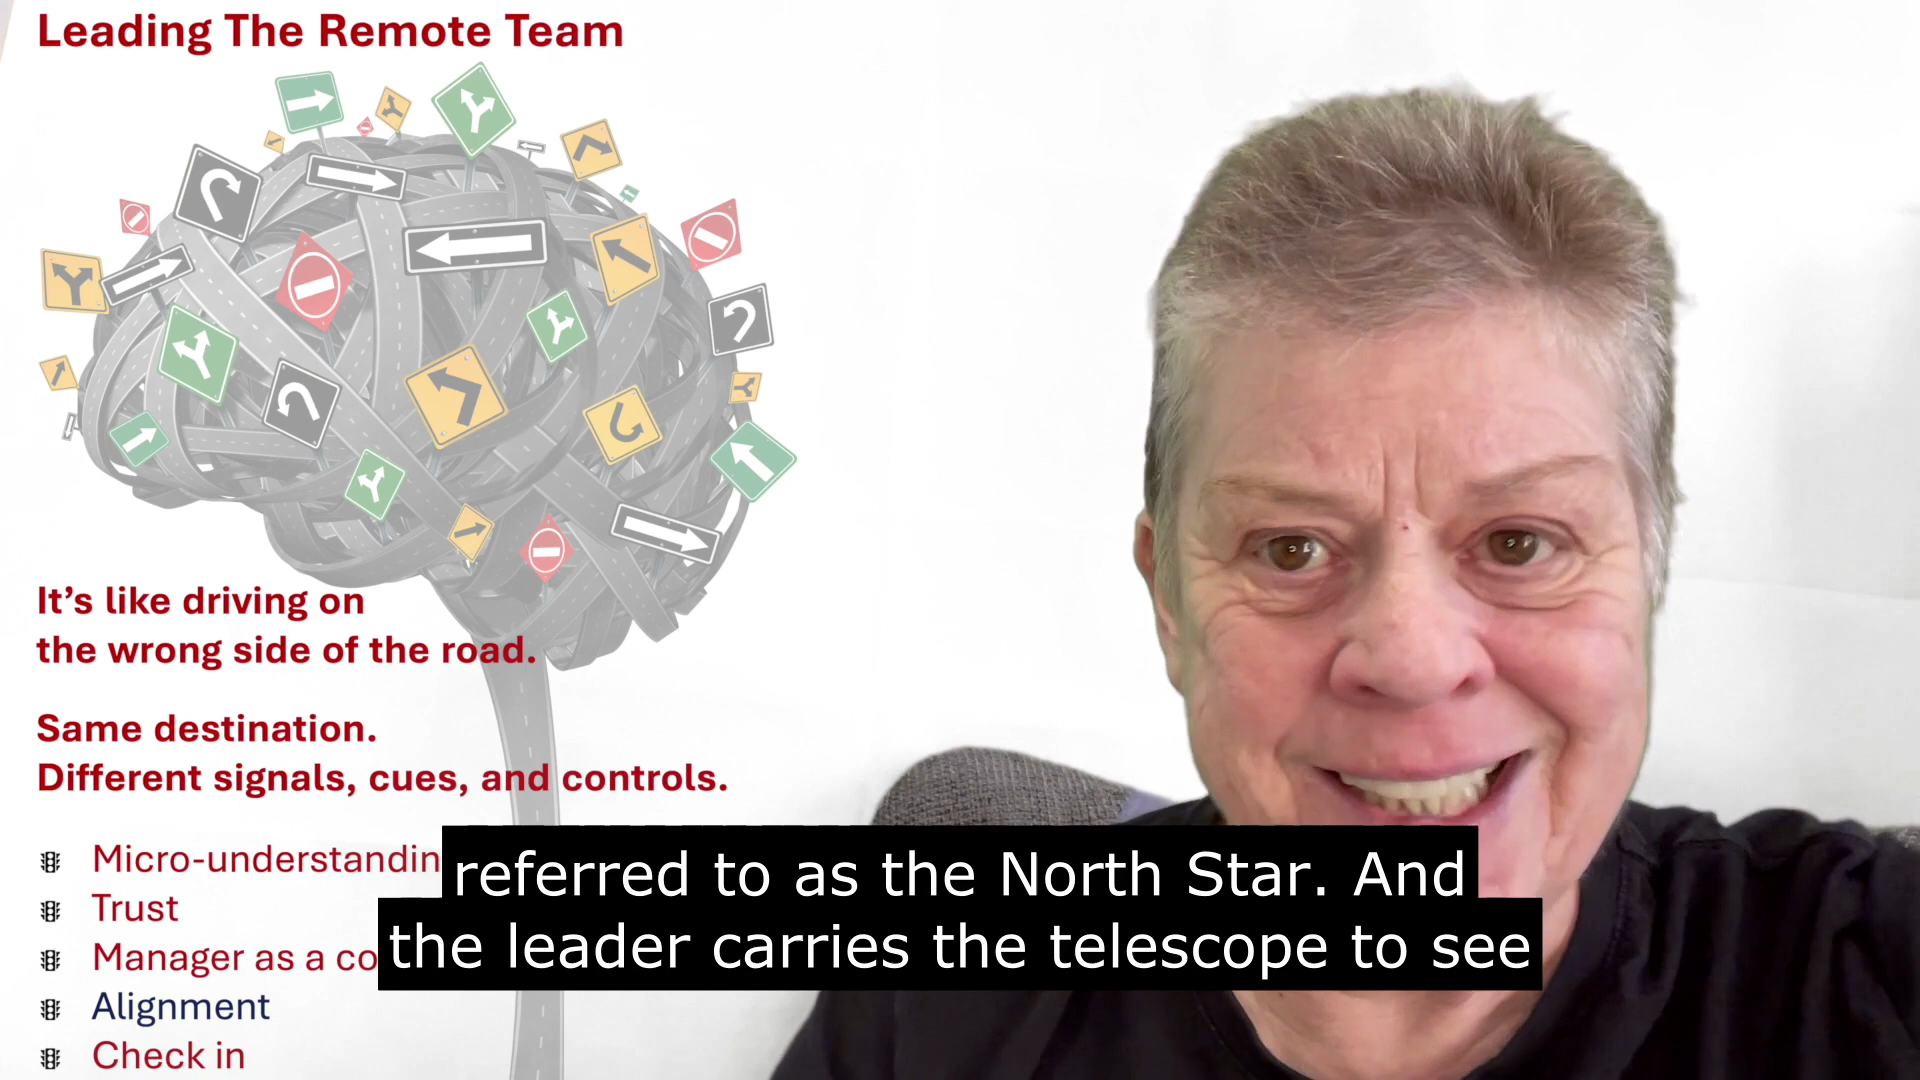 Leading The Remote Team
It's like driving on
the wrong side of the road.
Same destination.
Different signals, cues, and controls.
Micro-understandin
Trust
Manager as a co
Alignment
Check in
referred to as the North Star. And
the leader carries the telescope to see